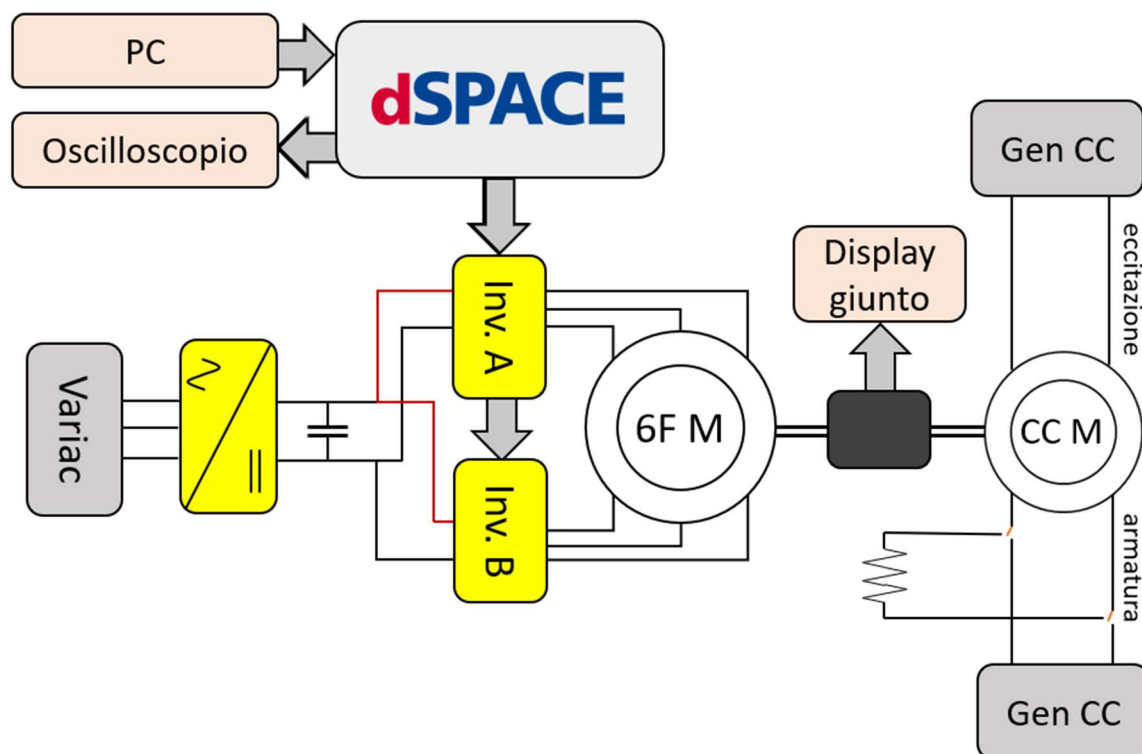 PC
dSPACE
Oscilloscopio
Gen CC
eccitazione
Display
giunto
Inv. A
Variac
6F M
CC M
Inv. B
armatura
Gen CC